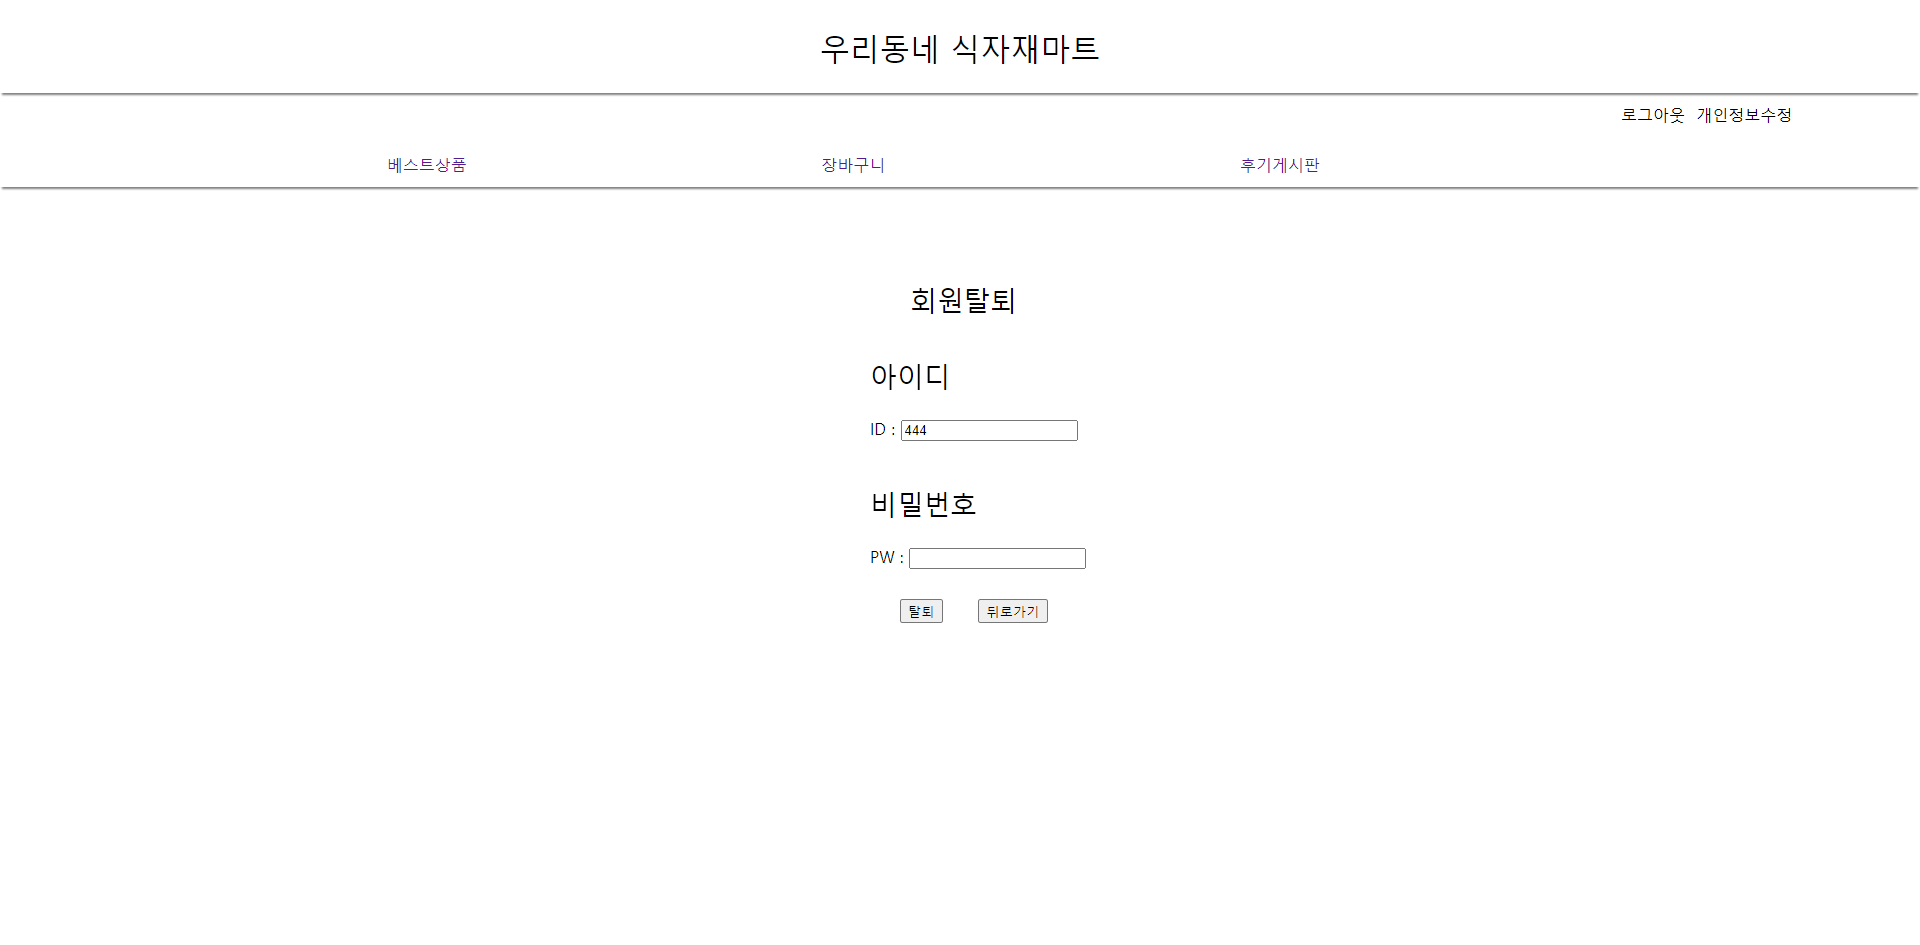 우리동네 식자재마트
로그아웃 개인정보수정
베스트상품 장바구니 후기게시판
회원탈퇴
아이디
ID : 444
비밀번호
PW :
탈퇴 뒤로가기